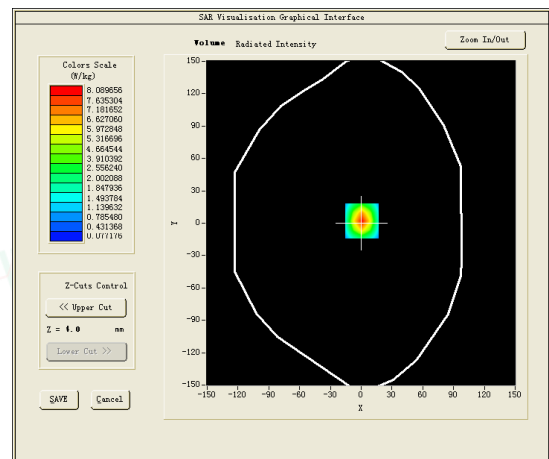 SAR Visualisation Graphical Interface
Volume Radiated Intensity
Zoom In/Out
Colors Scale
(W/kg)
8.089656
7.635304
7.181652
6.627060
5.972848
5.316696
4.664544
3.910392
2.556240
2.002088
1.847936
1.493784
1.139632
0.785480
0.431368
0.077176
Z-Cuts Control
<< Upper Cut
Z = 4.0 mm
Lower Cut >>
SAVE
Cancel
150
120
90
60
30
0
-30
-60
-90
-120
-150
Y
-150 -120 -90 -60 -30 0 30 60 90 120 150
X